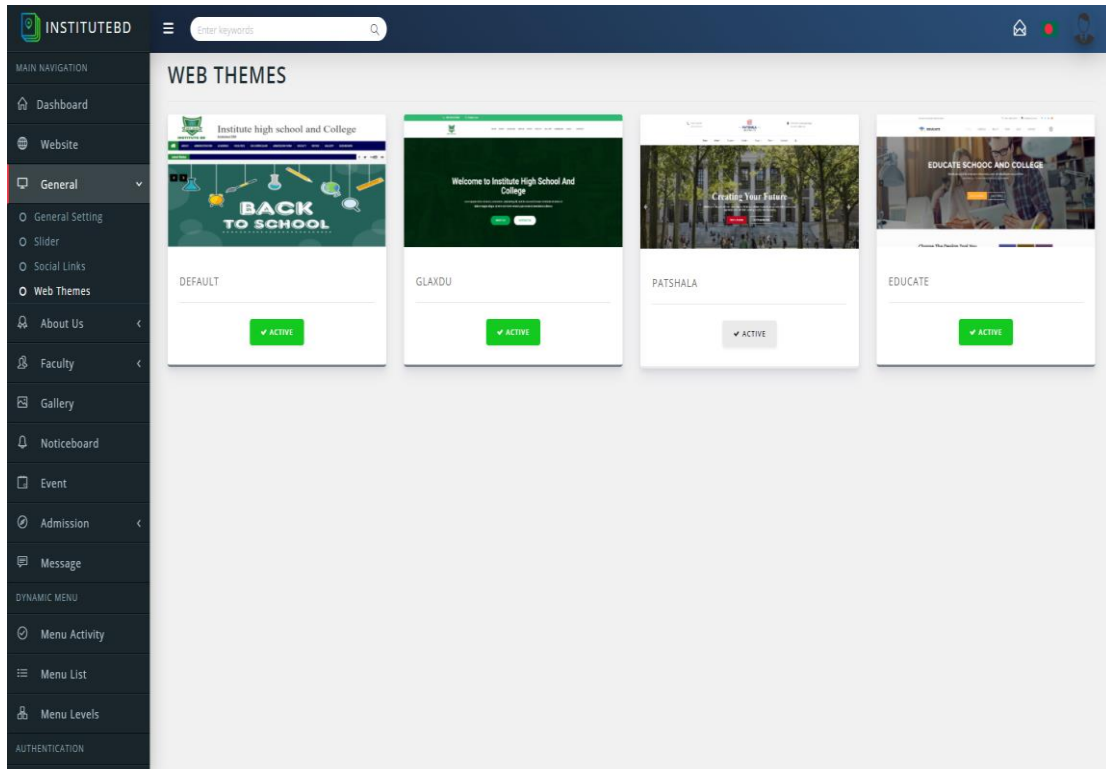 INSTITUTEBD
Enter keywords
MAIN NAVIGATION
Dashboard
Website
General
General Setting
Slider
Social Links
Web Themes
About Us
Faculty
Gallery
Noticeboard
Event
Admission
Message
DYNAMIC MENU
Menu Activity
Menu List
Menu Levels
AUTHENTICATION
WEB THEMES
Institute high school and College
BACK
TO SCHOOL
DEFAULT
ACTIVE
Welcome to Institute High School And
College
GLAXDU
ACTIVE
PATSHALA
Creating Your Future
PATSHALA
ACTIVE
EDUCATE SCHOOC AND COLLEGE
EDUCATE
ACTIVE